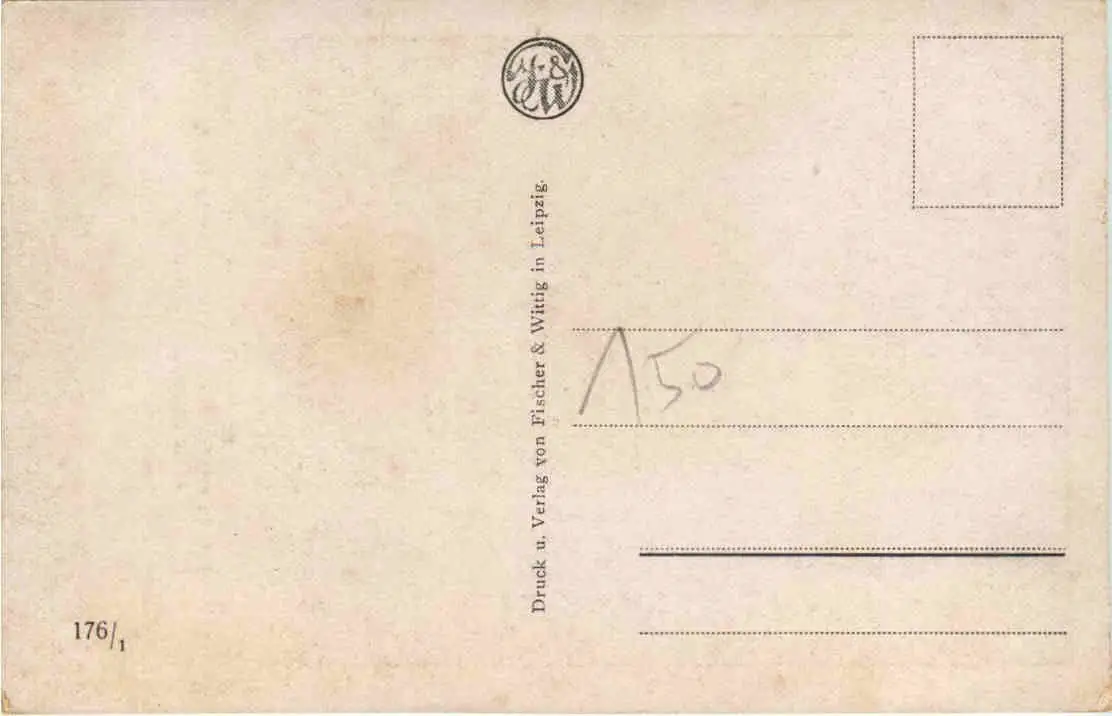 F. & W.
Druck u. Verlag von Fischer & Wittig in Leipzig.
150
176/1